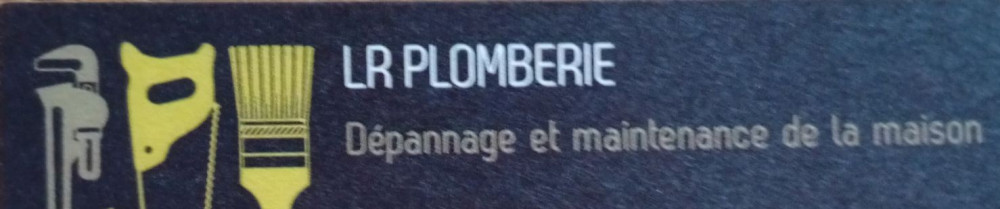 LR PLOMBERIE
Dépannage et maintenance de la maison